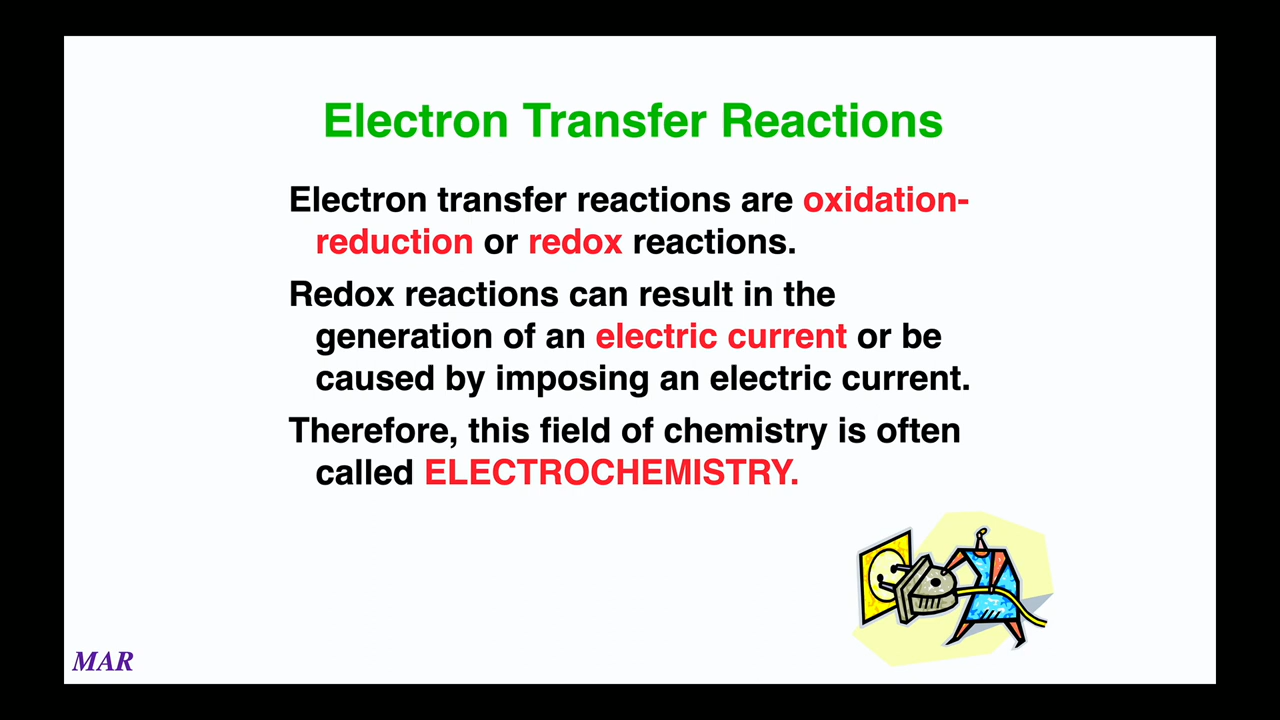 Electron Transfer Reactions
Electron transfer reactions are oxidation-
reduction or redox reactions.
Redox reactions can result in the
generation of an electric current or be
caused by imposing an electric current.
Therefore, this field of chemistry is often
called ELECTROCHEMISTRY.
MAR